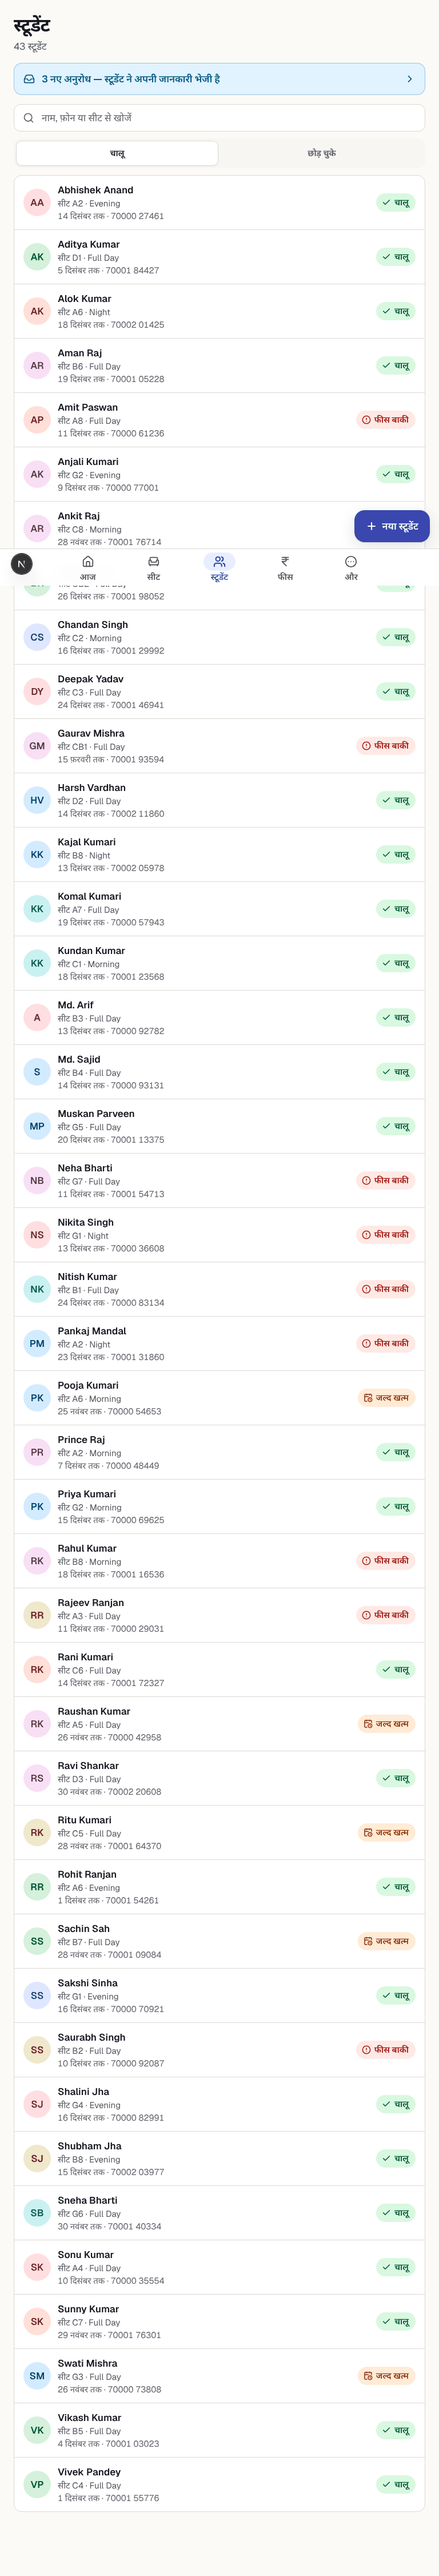 स्टूडेंट
43 स्टूडेंट
3 नए अनुरोध — स्टूडेंट ने अपनी जानकारी भेजी है
नाम, फ़ोन या सीट से खोजें
चालू
छोड़ चुके
AA
Abhishek Anand
सीट A2 · Evening
14 दिसंबर तक · 70000 27461
चालू
AK
Aditya Kumar
सीट D1 · Full Day
5 दिसंबर तक · 70001 84427
चालू
AK
Alok Kumar
सीट A6 · Night
18 दिसंबर तक · 70002 01425
चालू
AR
Aman Raj
सीट B6 · Full Day
19 दिसंबर तक · 70001 05228
चालू
AP
Amit Paswan
सीट A8 · Full Day
11 दिसंबर तक · 70000 61236
फीस बाकी
AK
Anjali Kumari
सीट G2 · Evening
9 दिसंबर तक · 70000 77001
चालू
AR
Ankit Raj
सीट C8 · Morning
28 नवंबर तक · 70001 76714
नया स्टूडेंट
N
आज
सीट
स्टूडेंट
फीस
और
26 दिसंबर तक · 70001 98052
CS
Chandan Singh
सीट C2 · Morning
16 दिसंबर तक · 70001 29992
चालू
DY
Deepak Yadav
सीट C3 · Full Day
24 दिसंबर तक · 70001 46941
चालू
GM
Gaurav Mishra
सीट CB1 · Full Day
15 फ़रवरी तक · 70001 93594
फीस बाकी
HV
Harsh Vardhan
सीट D2 · Full Day
14 दिसंबर तक · 70002 11860
चालू
KK
Kajal Kumari
सीट B8 · Night
13 दिसंबर तक · 70002 05978
चालू
KK
Komal Kumari
सीट A7 · Full Day
19 दिसंबर तक · 70000 57943
चालू
KK
Kundan Kumar
सीट C1 · Morning
18 दिसंबर तक · 70001 23568
चालू
A
Md. Arif
सीट B3 · Full Day
13 दिसंबर तक · 70000 92782
चालू
S
Md. Sajid
सीट B4 · Full Day
14 दिसंबर तक · 70000 93131
चालू
MP
Muskan Parveen
सीट G5 · Full Day
20 दिसंबर तक · 70001 13375
चालू
NB
Neha Bharti
सीट G7 · Full Day
11 दिसंबर तक · 70001 54713
फीस बाकी
NS
Nikita Singh
सीट G1 · Night
13 दिसंबर तक · 70000 36608
फीस बाकी
NK
Nitish Kumar
सीट B1 · Full Day
24 दिसंबर तक · 70000 83134
फीस बाकी
PM
Pankaj Mandal
सीट A2 · Night
23 दिसंबर तक · 70001 31860
फीस बाकी
PK
Pooja Kumari
सीट A6 · Morning
25 नवंबर तक · 70000 54653
जल्द खत्म
PR
Prince Raj
सीट A2 · Morning
7 दिसंबर तक · 70000 48449
चालू
PK
Priya Kumari
सीट G2 · Morning
15 दिसंबर तक · 70000 69625
चालू
RK
Rahul Kumar
सीट B8 · Morning
18 दिसंबर तक · 70001 16536
फीस बाकी
RR
Rajeev Ranjan
सीट A3 · Full Day
11 दिसंबर तक · 70000 29031
फीस बाकी
RK
Rani Kumari
सीट C6 · Full Day
14 दिसंबर तक · 70001 72327
चालू
RK
Raushan Kumar
सीट A5 · Full Day
26 नवंबर तक · 70000 42958
जल्द खत्म
RS
Ravi Shankar
सीट D3 · Full Day
30 नवंबर तक · 70002 20608
चालू
RK
Ritu Kumari
सीट C5 · Full Day
28 नवंबर तक · 70001 64370
जल्द खत्म
RR
Rohit Ranjan
सीट A6 · Evening
1 दिसंबर तक · 70001 54261
चालू
SS
Sachin Sah
सीट B7 · Full Day
28 नवंबर तक · 70001 09084
जल्द खत्म
SS
Sakshi Sinha
सीट G1 · Evening
16 दिसंबर तक · 70000 70921
चालू
SS
Saurabh Singh
सीट B2 · Full Day
10 दिसंबर तक · 70000 92087
फीस बाकी
SJ
Shalini Jha
सीट G4 · Evening
16 दिसंबर तक · 70000 82991
चालू
SJ
Shubham Jha
सीट B8 · Evening
15 दिसंबर तक · 70002 03977
चालू
SB
Sneha Bharti
सीट G6 · Full Day
30 नवंबर तक · 70001 40334
चालू
SK
Sonu Kumar
सीट A4 · Full Day
10 दिसंबर तक · 70000 35554
चालू
SK
Sunny Kumar
सीट C7 · Full Day
29 नवंबर तक · 70001 76301
चालू
SM
Swati Mishra
सीट G3 · Full Day
26 नवंबर तक · 70000 73808
जल्द खत्म
VK
Vikash Kumar
सीट B5 · Full Day
4 दिसंबर तक · 70001 03023
चालू
VP
Vivek Pandey
सीट C4 · Full Day
1 दिसंबर तक · 70001 55776
चालू